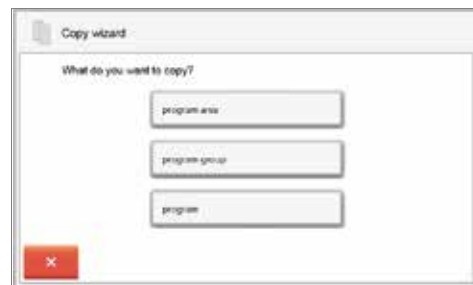 Copy wizard
What do you want to copy?
program area
program group
program